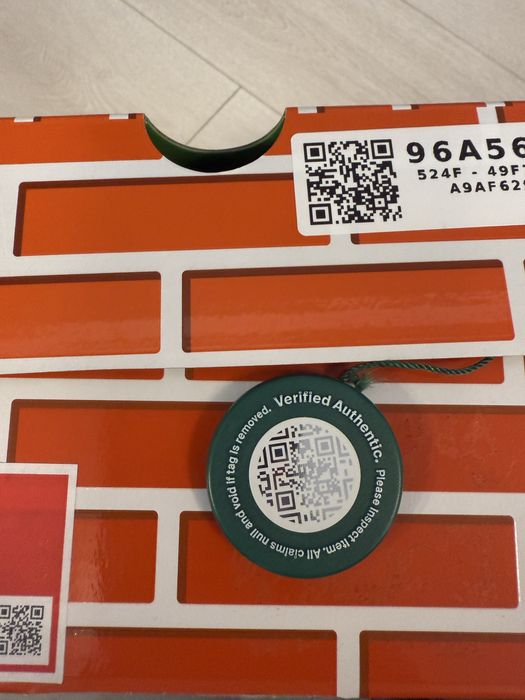 96A56
524F - 49F
A9AF62
Verified Authentic. Please Inspect Item. All claims null and void if tag is removed.